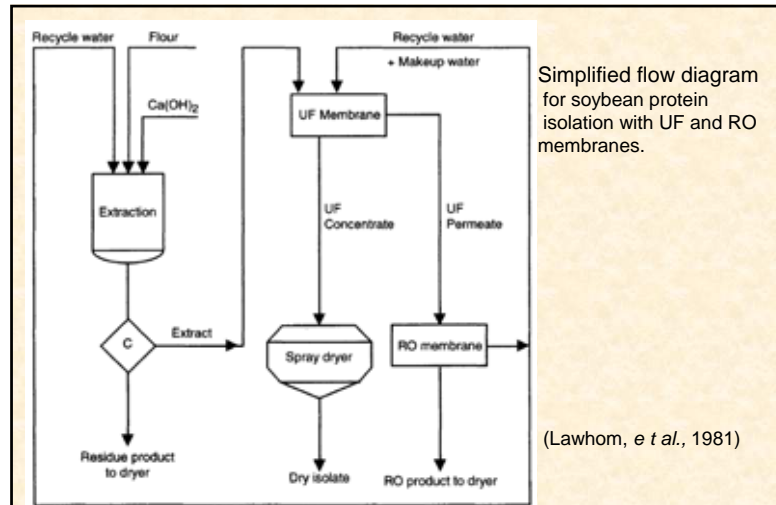 Recycle water
Flour
Ca(OH)2
Extraction
C
Extract
Residue product
to dryer
Recycle water
+ Makeup water
UF Membrane
UF
Concentrate
UF
Permeate
Spray dryer
RO membrane
Dry isolate
RO product to dryer
Simplified flow diagram
for soybean protein
isolation with UF and RO
membranes.
(Lawhom, e t al., 1981)